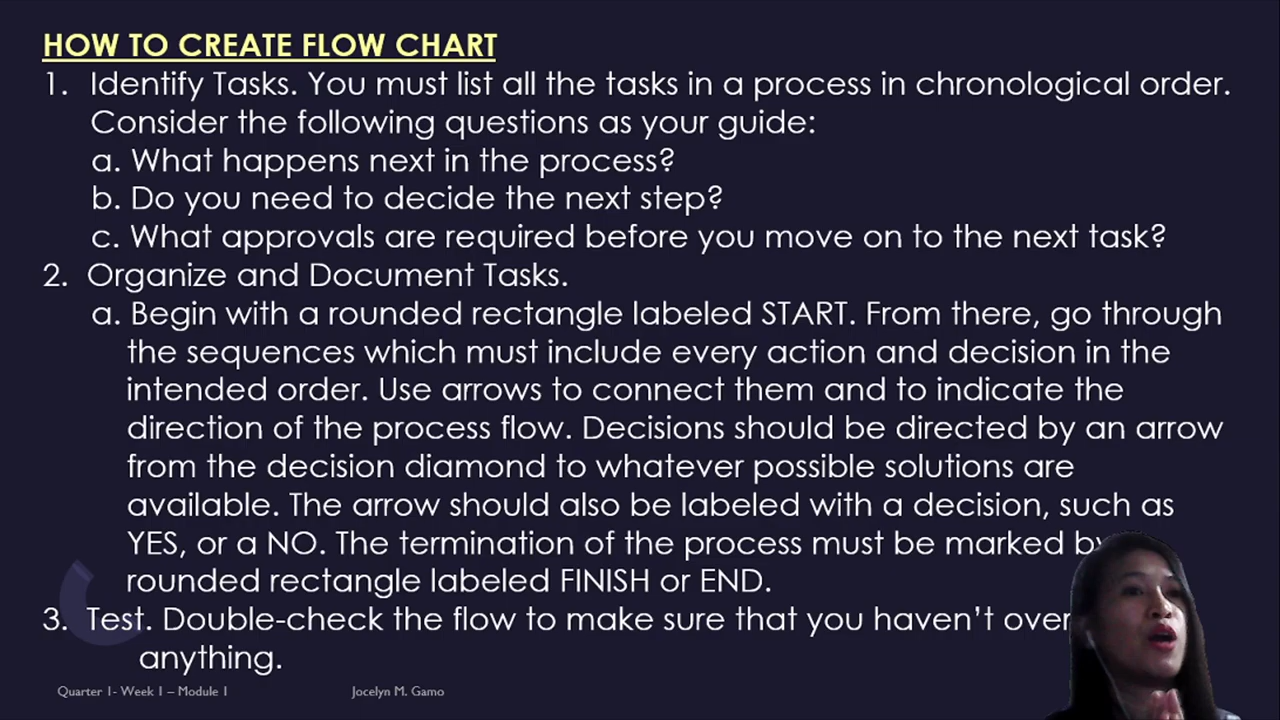 HOW TO CREATE FLOW CHART
1. Identify Tasks. You must list all the tasks in a process in chronological order.
Consider the following questions as your guide:
a. What happens next in the process?
b. Do you need to decide the next step?
c. What approvals are required before you move on to the next task?
2. Organize and Document Tasks.
a. Begin with a rounded rectangle labeled START. From there, go through
the sequences which must include every action and decision in the
intended order. Use arrows to connect them and to indicate the
direction of the process flow. Decisions should be directed by an arrow
from the decision diamond to whatever possible solutions are
available. The arrow should also be labeled with a decision, such as
YES, or a NO. The termination of the process must be marked
rounded rectangle labeled FINISH or END.
3. Test. Double-check the flow to make sure that you haven't
anything.
Quarter 1- Week 1 – Module 1 Jocelyn M. Gamo